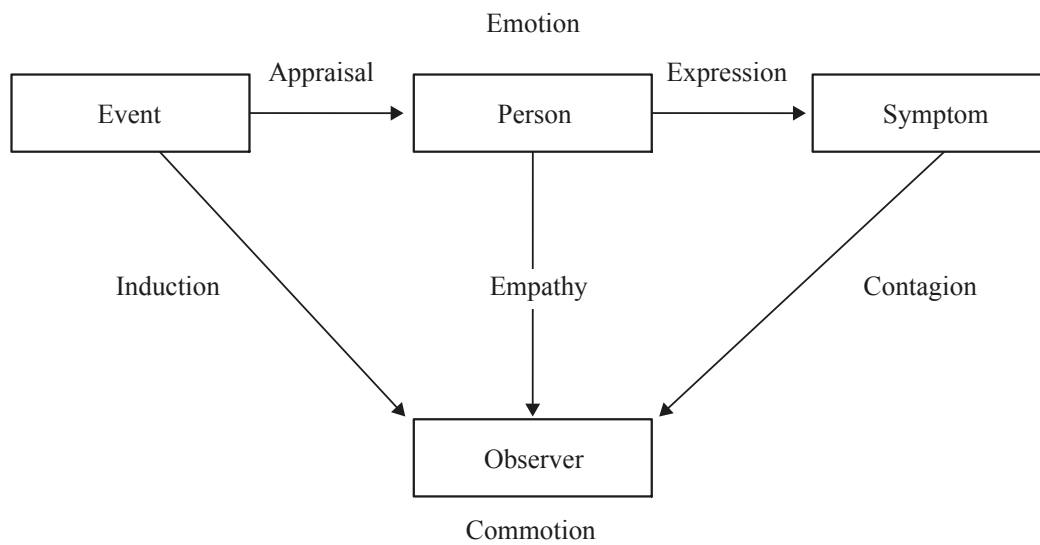 Emotion
Appraisal
Expression
Event
Person
Symptom
Induction
Empathy
Contagion
Observer
Commotion